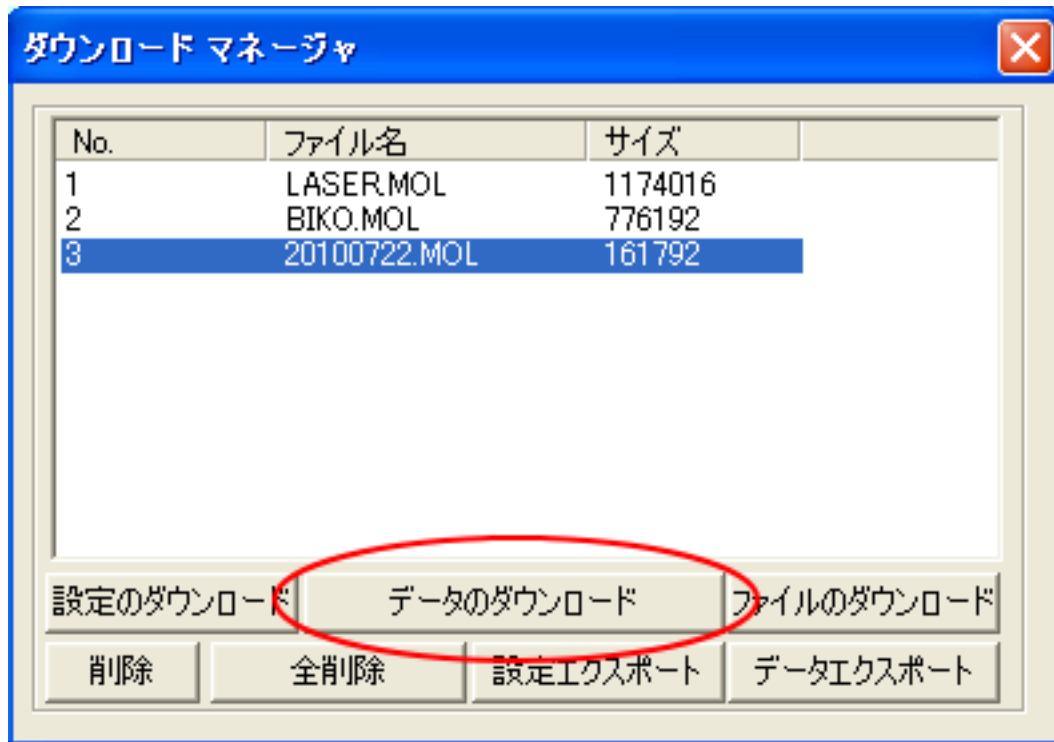 ダウンロード マネージャ
No. ファイル名 サイズ
1 LASER.MOL 1174016
2 BIKO.MOL 776192
3 20100722.MOL 161792
設定のダウンロード データのダウンロード ファイルのダウンロード
削除 全削除 設定エクスポート データエクスポート